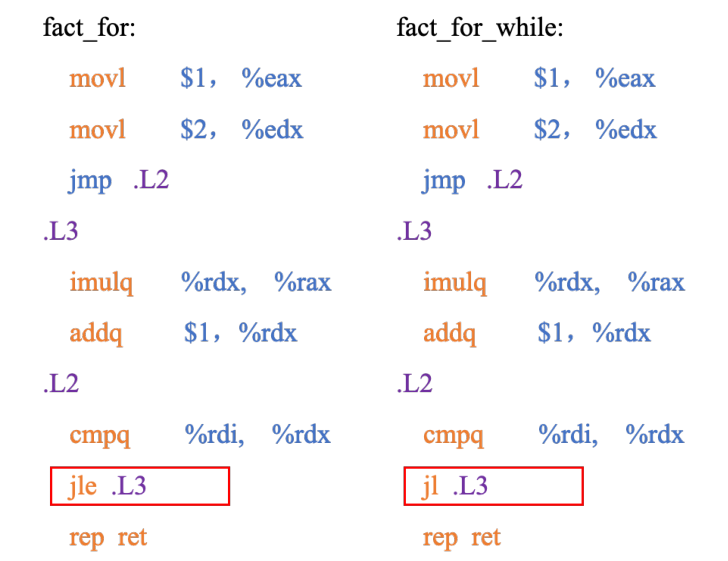 fact_for:
movl $1， %eax
movl $2， %edx
jmp .L2
.L3
imulq %rdx, %rax
addq $1，%rdx
.L2
cmpq %rdi, %rdx
jle .L3
rep ret
fact_for_while:
movl $1， %eax
movl $2， %edx
jmp .L2
.L3
imulq %rdx, %rax
addq $1，%rdx
.L2
cmpq %rdi, %rdx
jl .L3
rep ret